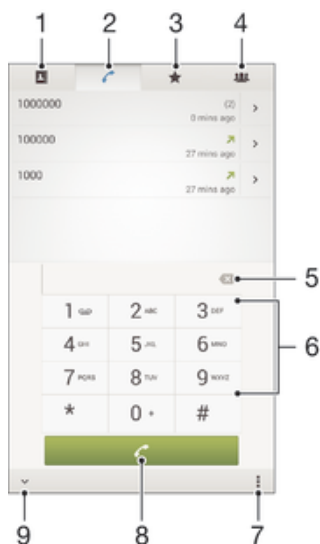 1 2 3 4
1000000 (2)
0 mins ago
100000
27 mins ago
1000
27 mins ago
5
1 2 ABC 3 DEF
4 GHI 5 JKL 6 MNO
6
7 PQRS 8 TUV 9 WXYZ
* 0 + #
9 8 7